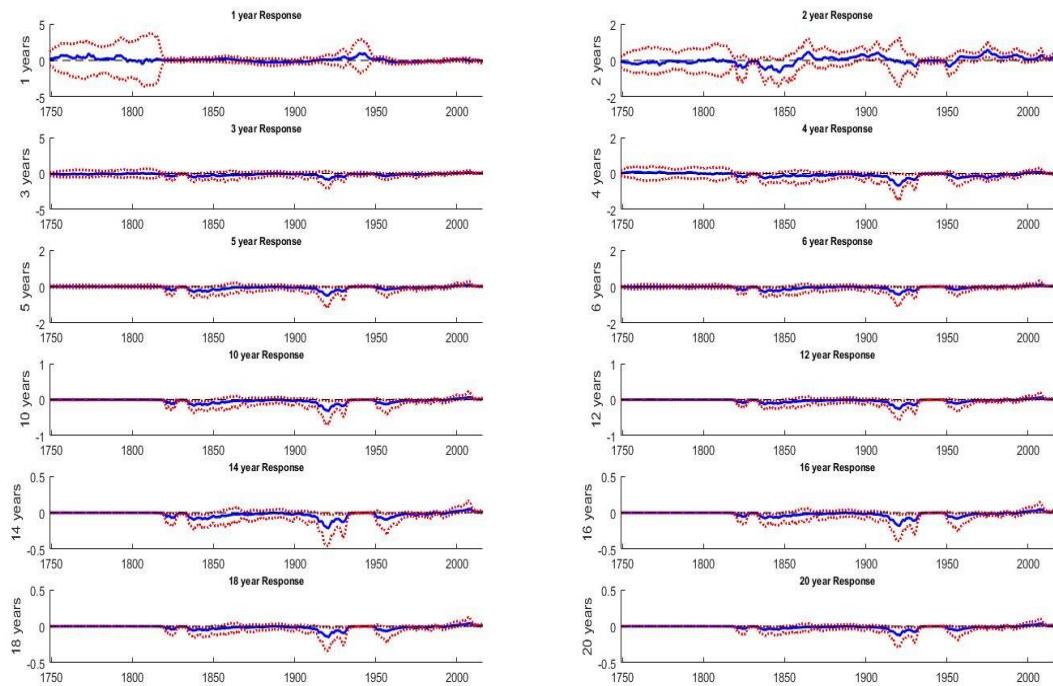 1 year Response
5
0
-5
1 years
1750 1800 1850 1900 1950 2000
2 year Response
2
0
-2
2 years
1750 1800 1850 1900 1950 2000
3 year Response
5
0
-5
3 years
1750 1800 1850 1900 1950 2000
4 year Response
2
0
-2
4 years
1750 1800 1850 1900 1950 2000
5 year Response
2
0
-2
5 years
1750 1800 1850 1900 1950 2000
6 year Response
2
0
-2
6 years
1750 1800 1850 1900 1950 2000
10 year Response
1
0
-1
10 years
1750 1800 1850 1900 1950 2000
12 year Response
1
0
-1
12 years
1750 1800 1850 1900 1950 2000
14 year Response
0.5
0
-0.5
14 years
1750 1800 1850 1900 1950 2000
16 year Response
0.5
0
-0.5
16 years
1750 1800 1850 1900 1950 2000
18 year Response
0.5
0
-0.5
18 years
1750 1800 1850 1900 1950 2000
20 year Response
0.5
0
-0.5
20 years
1750 1800 1850 1900 1950 2000